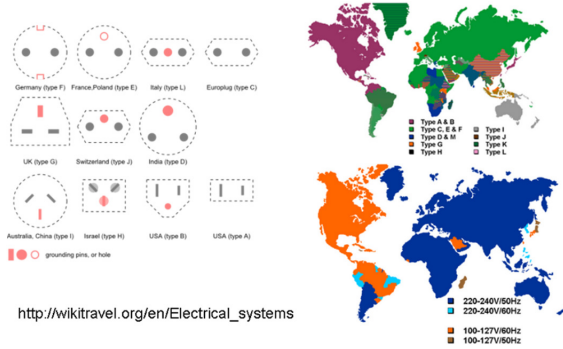 Germany (type F)
France,Poland (type E)
Italy (type L)
Europlug (type C)
UK (type G)
Switzerland (type J)
India (type D)
Australia, China (type I)
Israel (type H)
USA (type B)
USA (type A)
grounding pins, or hole
http://wikitravel.org/en/Electrical_systems
Type A & B
Type C, E & F
Type D & M
Type G
Type H
Type I
Type J
Type K
Type L
220-240V/50Hz
220-240V/60Hz
100-127V/60Hz
100-127V/50Hz